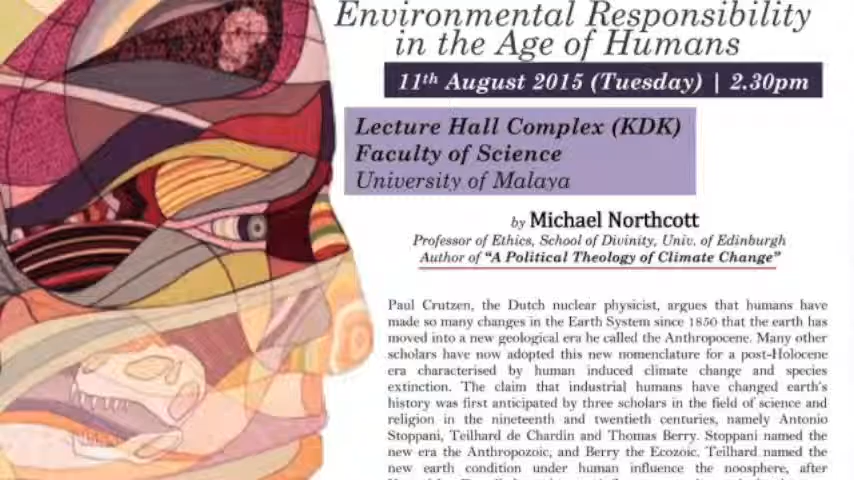 Environmental Responsibility
in the Age of Humans
11th August 2015 (Tuesday) | 2.30pm
Lecture Hall Complex (KDK)
Faculty of Science
University of Malaya
by Michael Northcott
Professor of Ethics, School of Divinity, Univ. of Edinburgh
Author of “A Political Theology of Climate Change”
Paul Crutzen, the Dutch nuclear physicist, argues that humans have
made so many changes in the Earth System since 1850 that the earth has
moved into a new geological era he called the Anthropocene. Many other
scholars have now adopted this new nomenclature for a post-Holocene
era characterised by human induced climate change and species
extinction. The claim that industrial humans have changed earth's
history was first anticipated by three scholars in the field of science and
religion in the nineteenth and twentieth centuries, namely Antonio
Stoppani, Teilhard de Chardin and Thomas Berry. Stoppani named the
new era the Anthropozoic, and Berry the Ecozoic. Teilhard named the
new earth condition under human influence the noosphere, after